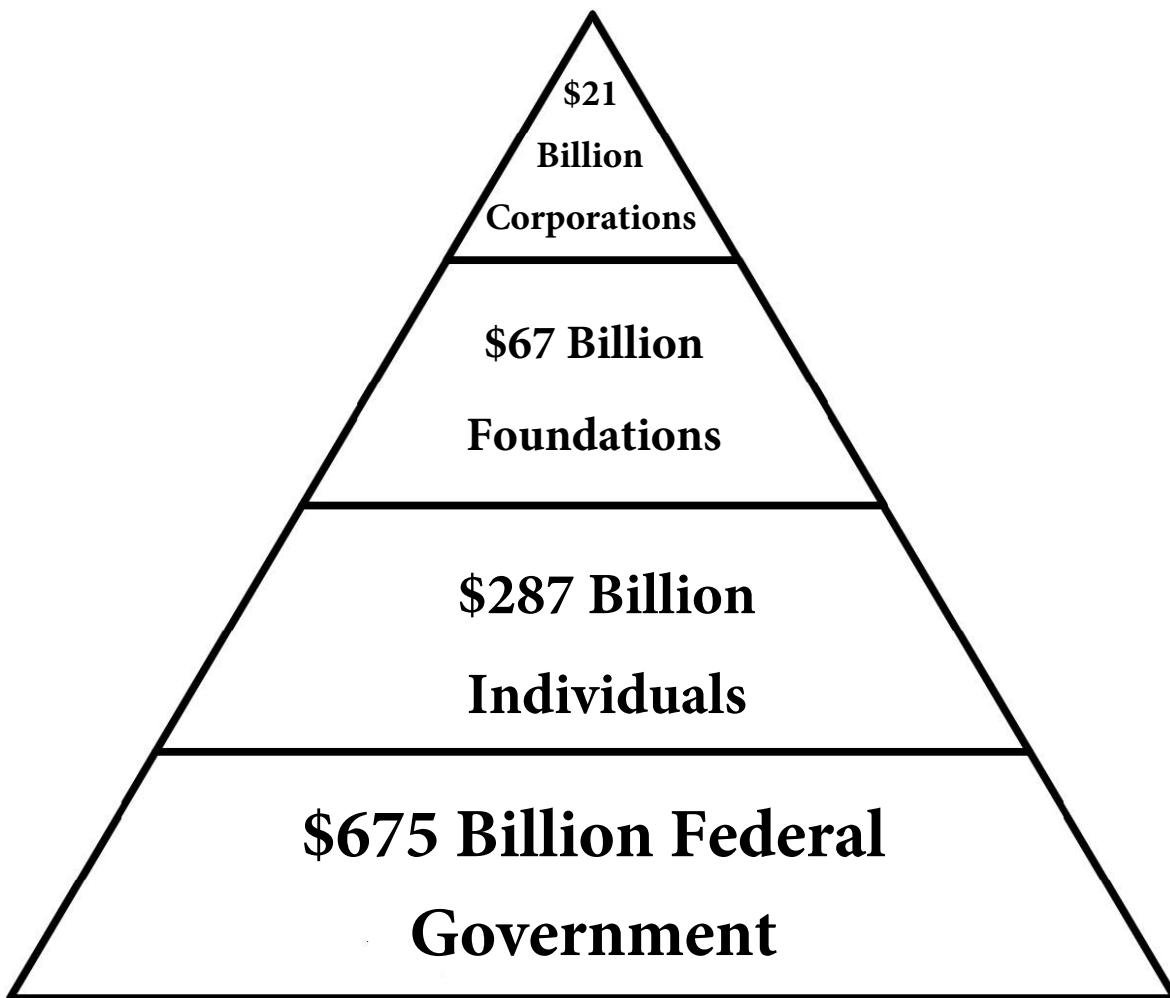 $21
Billion
Corporations
$67 Billion
Foundations
$287 Billion
Individuals
$675 Billion Federal
Government